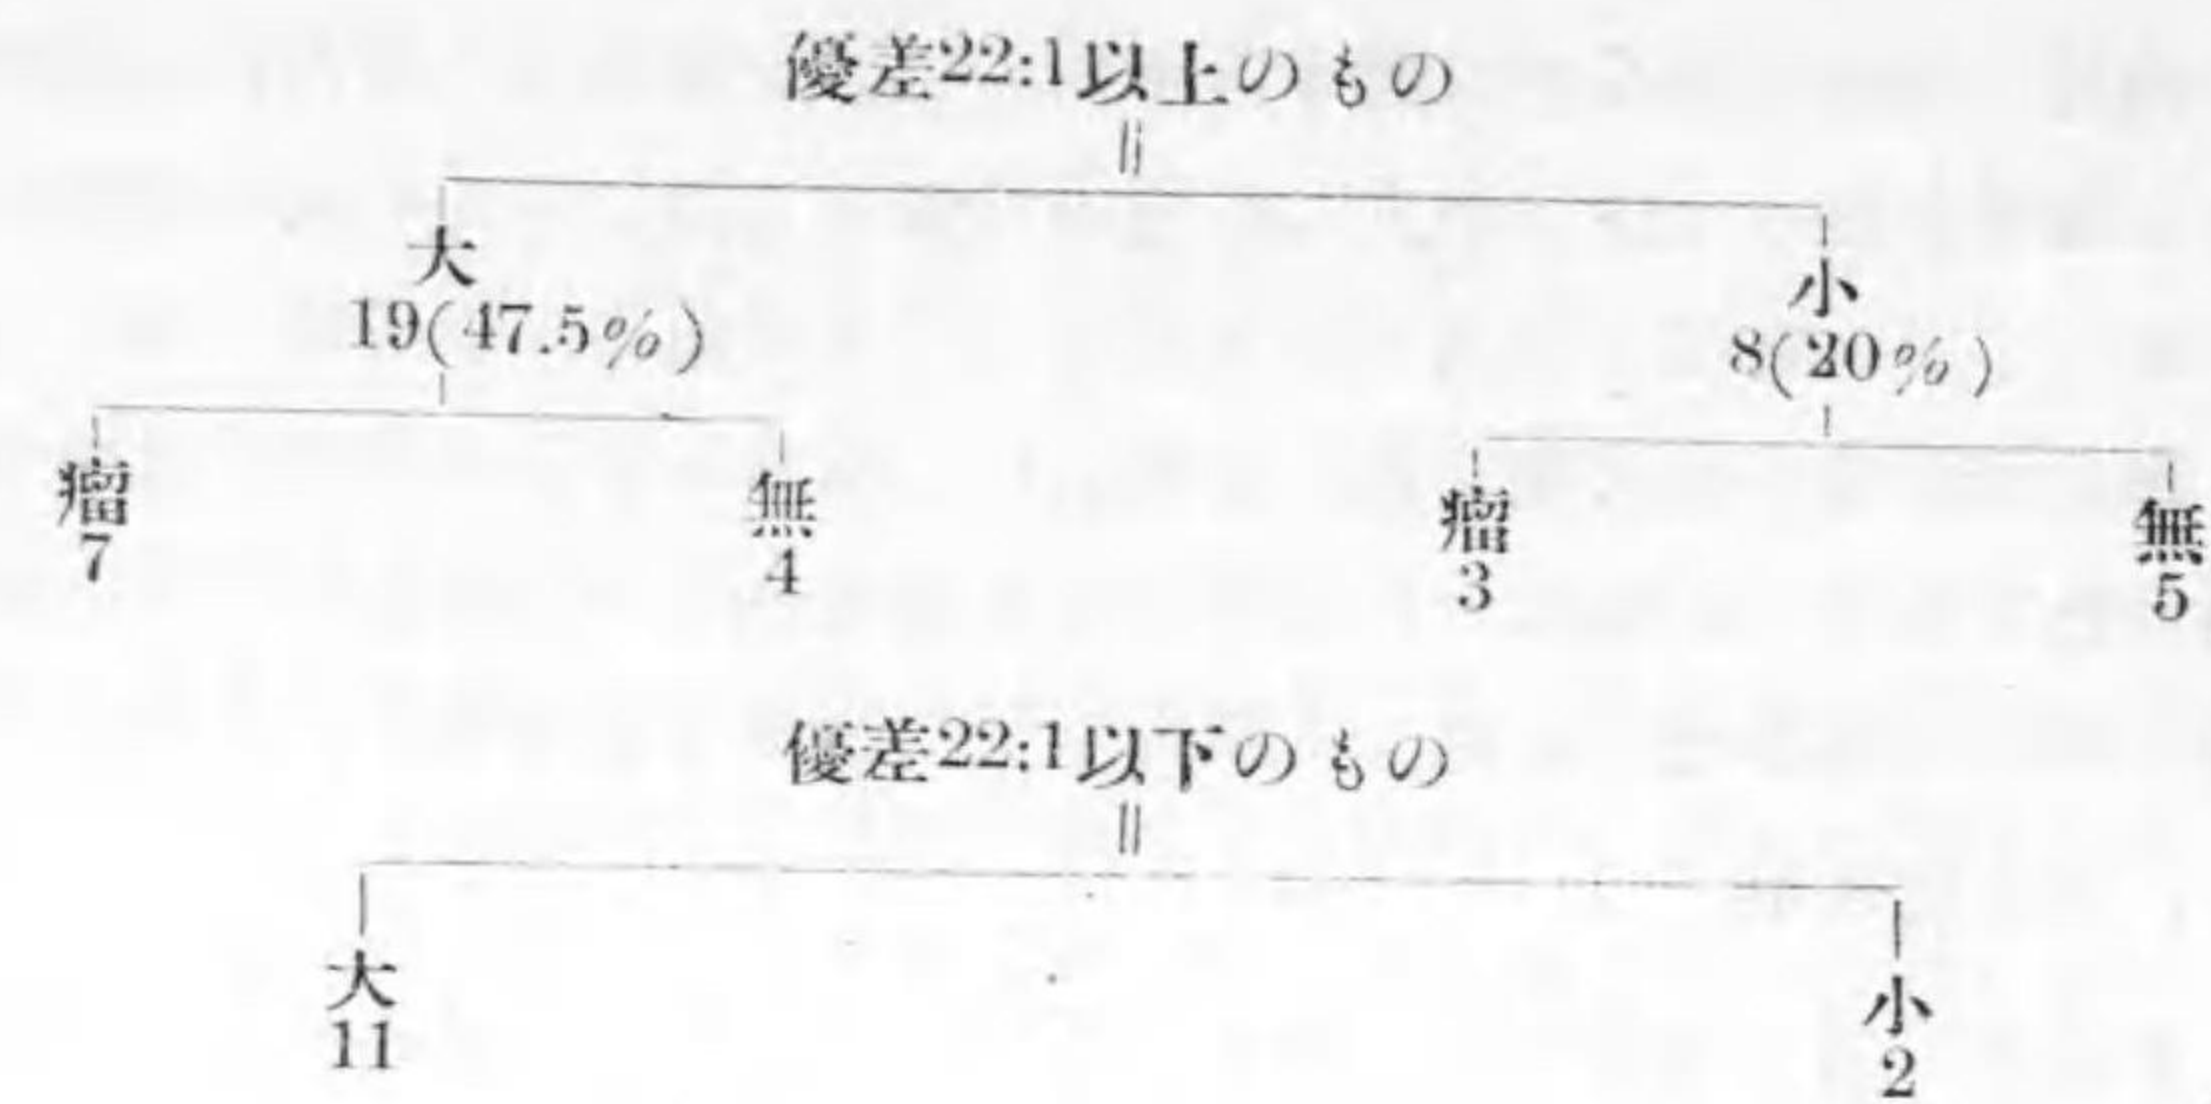 優差22:1以上のもの
大 小
19(47.5%) 8(20%)
瘤 無 瘤 無
7 4 3 5
優差22:1以下のもの
大 小
11 2